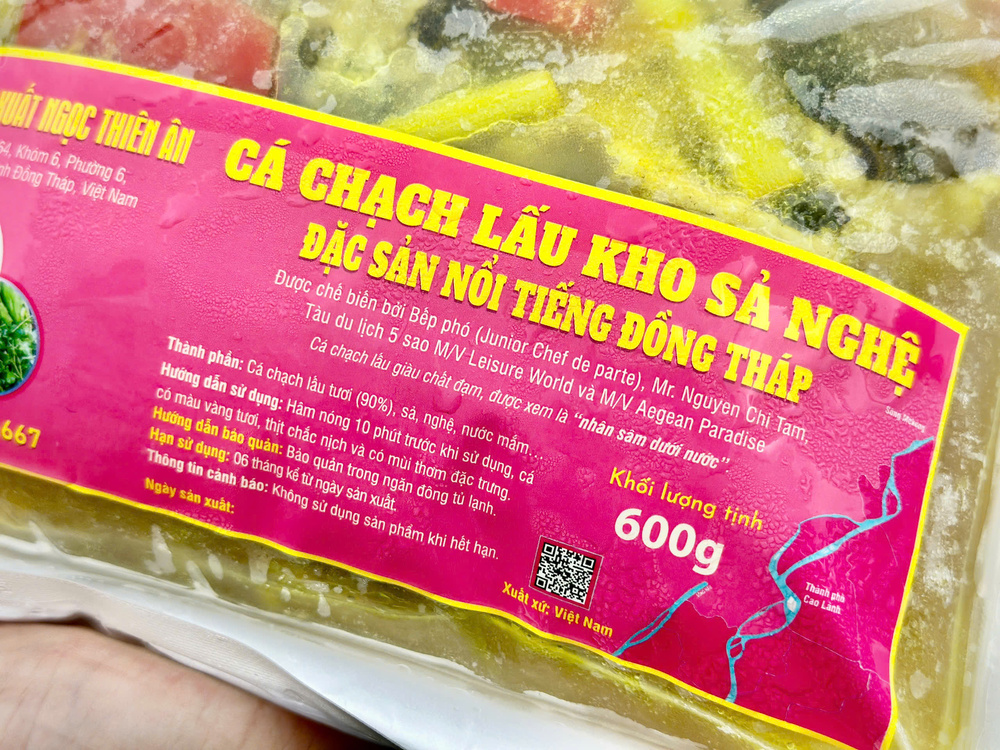 XUẤT NGỌC THIÊN ÂN
64, Khóm 6, Phường 6,
nh Đồng Tháp, Việt Nam
667
CÁ CHẠCH LẤU KHO SẢ NGHỆ
ĐẶC SẢN NỔI TIẾNG ĐỒNG THÁP
Được chế biến bởi Bếp phó (Junior Chef de parte), Mr. Nguyen Chi Tam,
Tàu du lịch 5 sao M/V Leisure World và M/V Aegean Paradise
Cá chạch lấu giàu chất đạm, được xem là "nhân sâm dưới nước".
Thành phần: Cá chạch lấu tươi (90%), sả, nghệ, nước mắm...
Hướng dẫn sử dụng: Hâm nóng 10 phút trước khi sử dụng, cá
có màu vàng tươi, thịt chắc nịch và có mùi thơm đặc trưng.
Hướng dẫn bảo quản: Bảo quản trong ngăn đông tủ lạnh.
Hạn sử dụng: 06 tháng kể từ ngày sản xuất.
Thông tin cảnh báo: Không sử dụng sản phẩm khi hết hạn.
Ngày sản xuất:
Khối lượng tịnh
600g
Xuất xứ: Việt Nam
Thành phố
Cao Lãnh